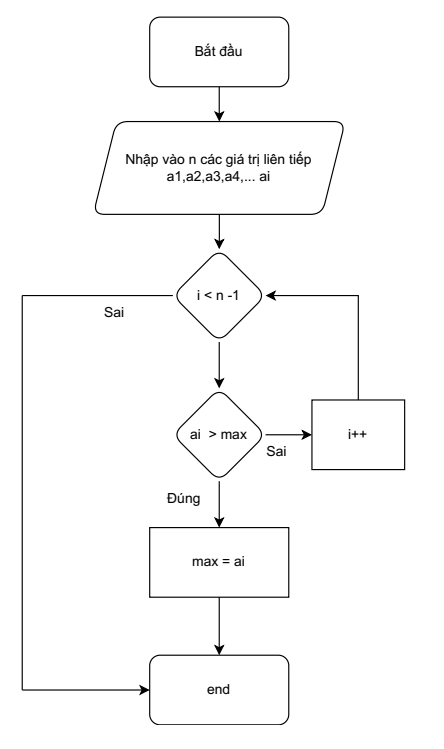 Bắt đầu
Nhập vào n các giá trị liên tiếp
a1,a2,a3,a4,... ai
i < n -1
Sai
ai > max
Sai
i++
Đúng
max = ai
end